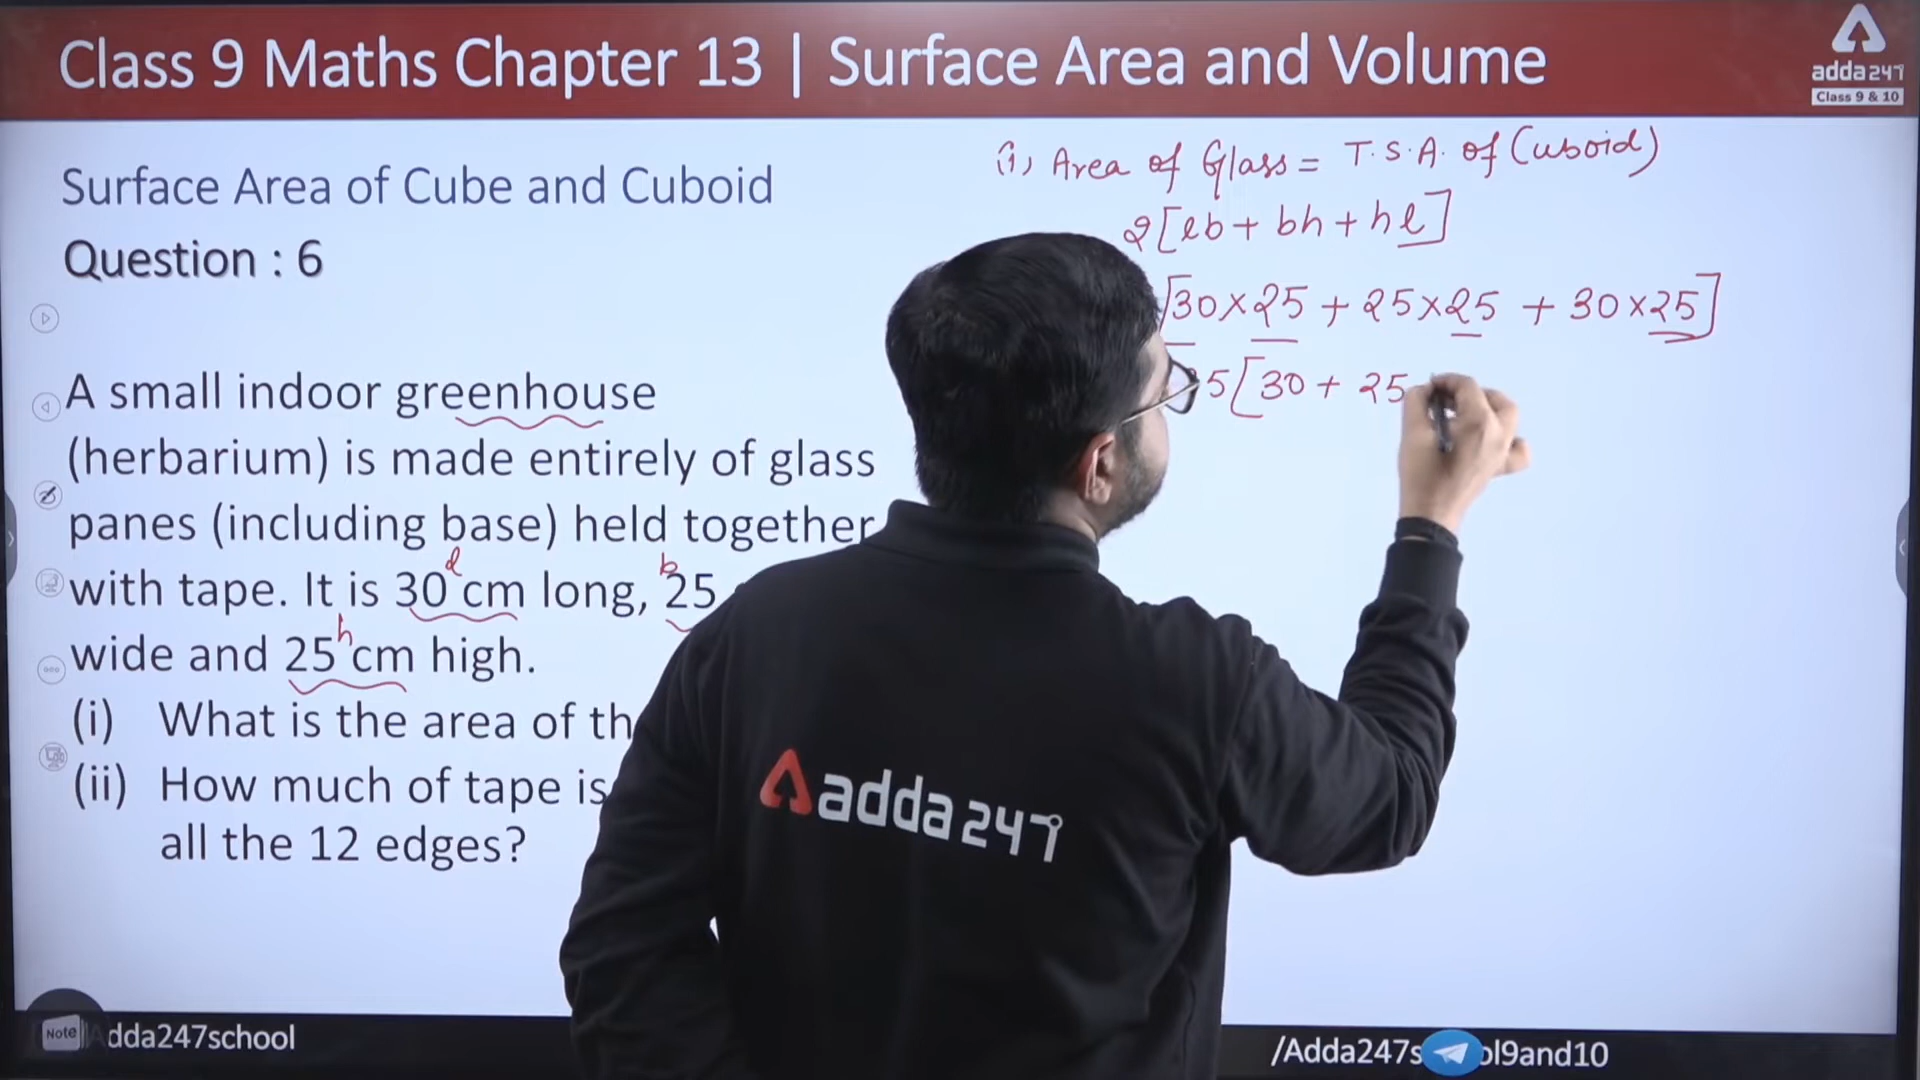 Class 9 Maths Chapter 13 | Surface Area and Volume
adda247
Class 9 & 10
Surface Area of Cube and Cuboid
Question : 6
A small indoor greenhouse
(herbarium) is made entirely of glass
panes (including base) held together
with tape. It is 30 cm long, 25
l
b
wide and 25 cm high.
h
(i) What is the area of th
(ii) How much of tape is
all the 12 edges?
(i) Area of Glass = T.S.A. of (Cuboid)
2[lb + bh + hl]
[30×25 + 25×25 + 30×25]
5[30 + 25
adda247
Note
dda247school
/Adda247s ol9and10